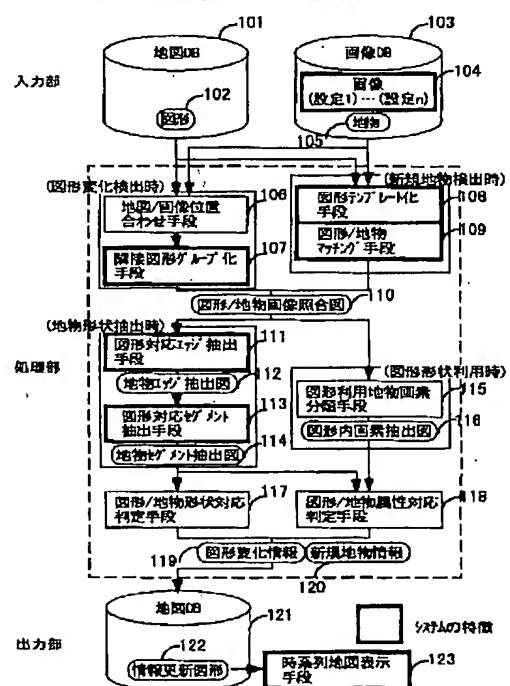 101
103
地図DB
画像DB
入力部
102
図形
104
画像
(設定1)…(設定n)
105
地物
(図形変化検出時)
(新規地物検出時)
106
地図/画像位置
合わせ手段
108
図形テンプレート化
手段
107
隣接図形グループ化
手段
109
図形/地物
マッチング手段
図形/地物画像照合図
110
(地物形状抽出時)
処理部
111
図形対応エッジ抽出
手段
地物エッジ抽出図
112
113
図形対応セグメント
抽出手段
地物セグメント抽出図
114
(図形形状利用時)
115
図形利用地物画素
分類手段
図形内画素抽出図
116
117
図形/地物形状対応
判定手段
118
図形/地物属性対応
判定手段
119
図形変化情報
新規地物情報
120
地図DB
121
出力部
122
情報更新図形
システムの特徴
時系列地図表示
手段
123